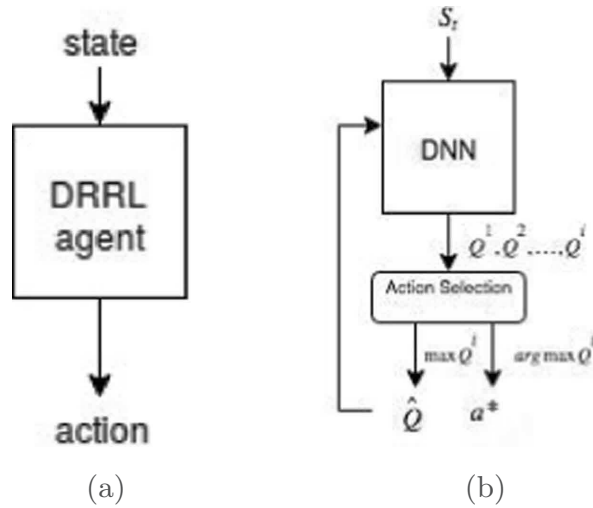 state
DRRL
agent
action
(a)
S_t
DNN
Q^1, Q^2, ....., Q^i
Action Selection
max Q^i
arg max Q^i
Q̂
a*
(b)